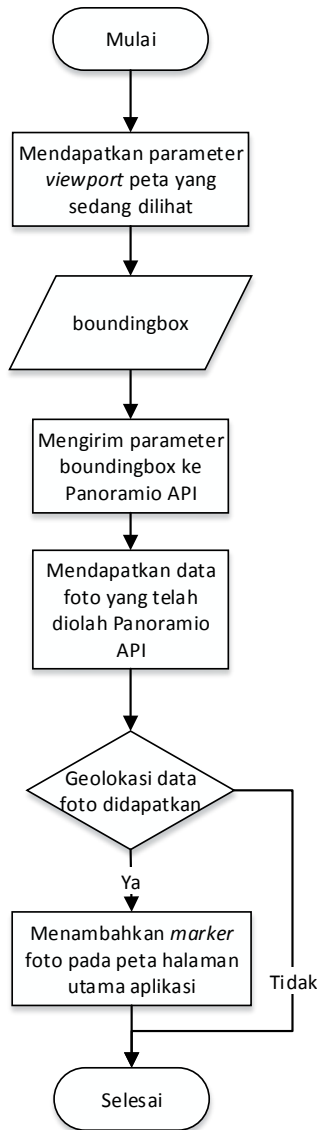 Mulai
Mendapatkan parameter
viewport peta yang
sedang dilihat
boundingbox
Mengirim parameter
boundingbox ke
Panoramio API
Mendapatkan data
foto yang telah
diolah Panoramio
API
Geolokasi data
foto didapatkan
Ya
Menambahkan marker
foto pada peta halaman
utama aplikasi
Tidak
Selesai